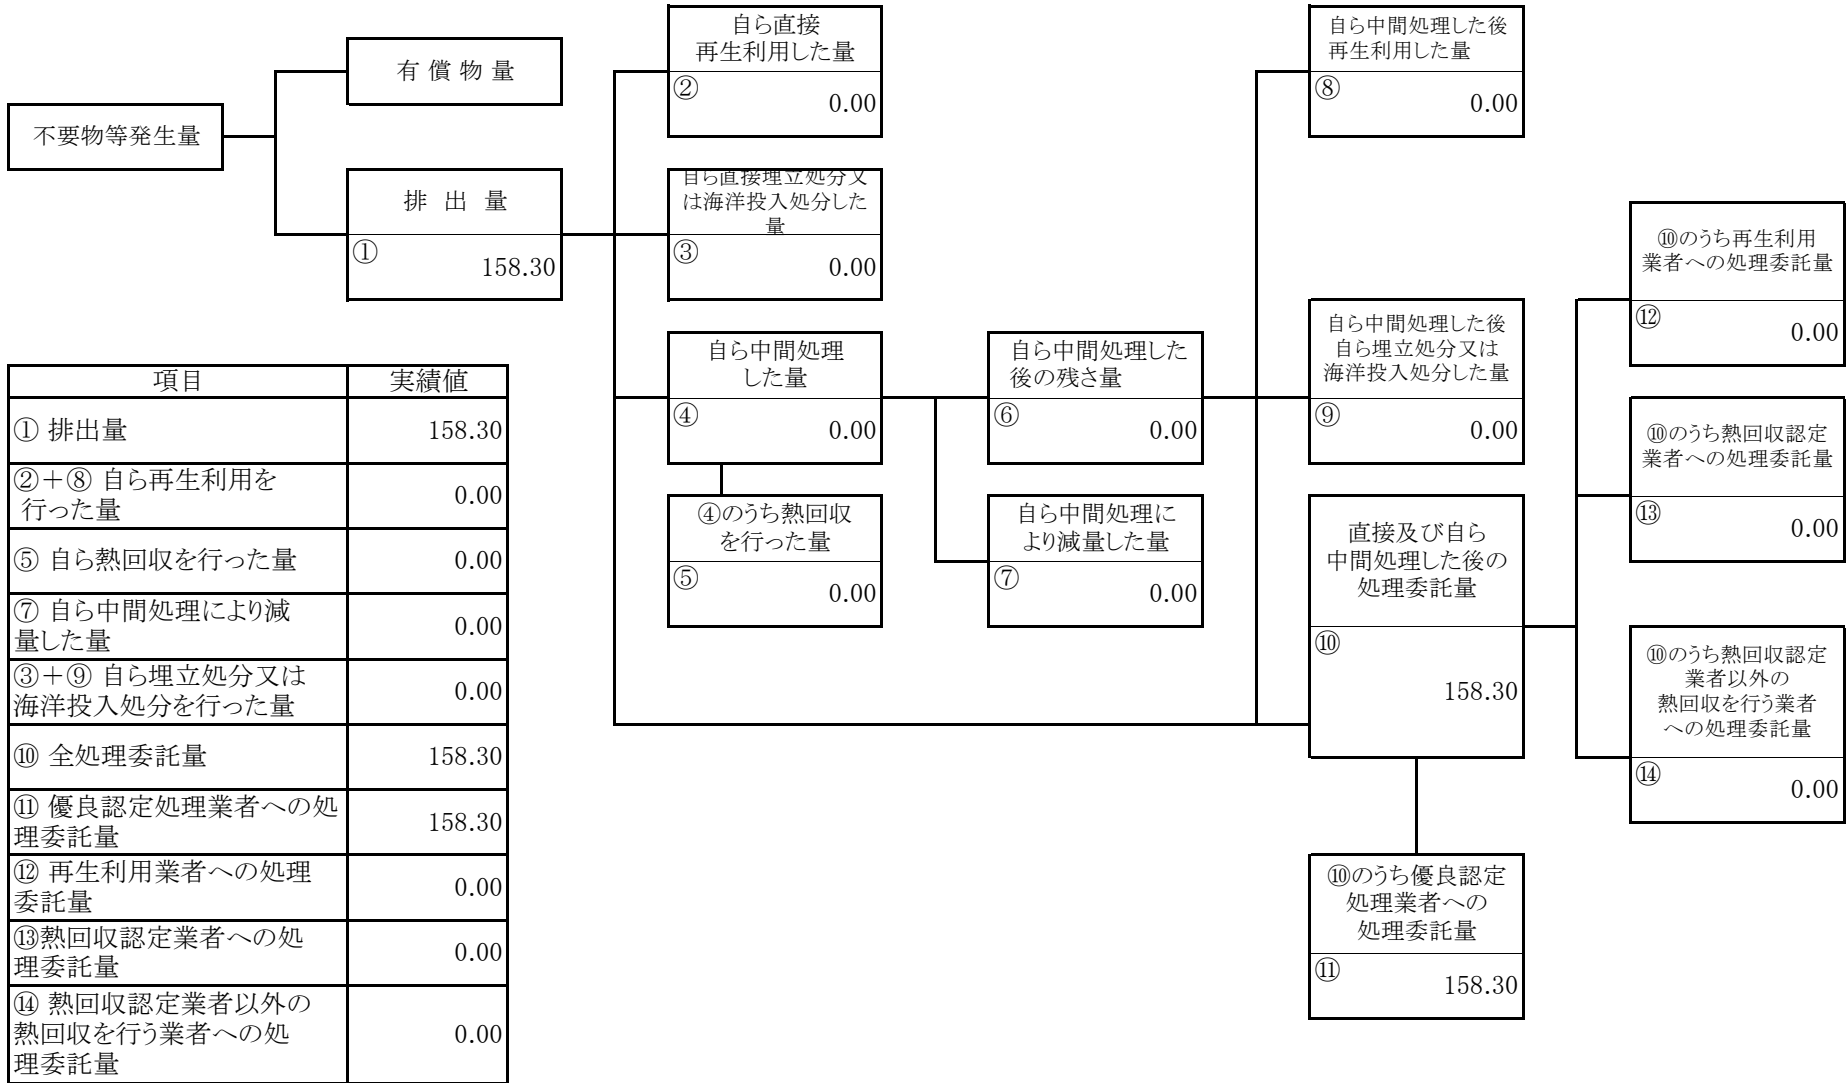 不要物等発生量
有 償 物 量
排 出 量
①
158.30
自ら直接
再生利用した量
②
0.00
自ら直接埋立処分又
は海洋投入処分した
量
③
0.00
自ら中間処理
した量
④
0.00
④のうち熱回収
を行った量
⑤
0.00
自ら中間処理した
後の残さ量
⑥
0.00
自ら中間処理に
より減量した量
⑦
0.00
自ら中間処理した後
再生利用した量
⑧
0.00
自ら中間処理した後
自ら埋立処分又は
海洋投入処分した量
⑨
0.00
直接及び自ら
中間処理した後の
処理委託量
⑩
158.30
⑩のうち優良認定
処理業者への
処理委託量
⑪
158.30
⑩のうち再生利用
業者への処理委託量
⑫
0.00
⑩のうち熱回収認定
業者への処理委託量
⑬
0.00
⑩のうち熱回収認定
業者以外の
熱回収を行う業者
への処理委託量
⑭
0.00
項目 実績値
① 排出量 158.30
②＋⑧ 自ら再生利用を
行った量
0.00
⑤ 自ら熱回収を行った量 0.00
⑦ 自ら中間処理により減
量した量
0.00
③＋⑨ 自ら埋立処分又は
海洋投入処分を行った量
0.00
⑩ 全処理委託量 158.30
⑪ 優良認定処理業者への処
理委託量
158.30
⑫ 再生利用業者への処理
委託量
0.00
⑬熱回収認定業者への処
理委託量
0.00
⑭ 熱回収認定業者以外の
熱回収を行う業者への処
理委託量
0.00